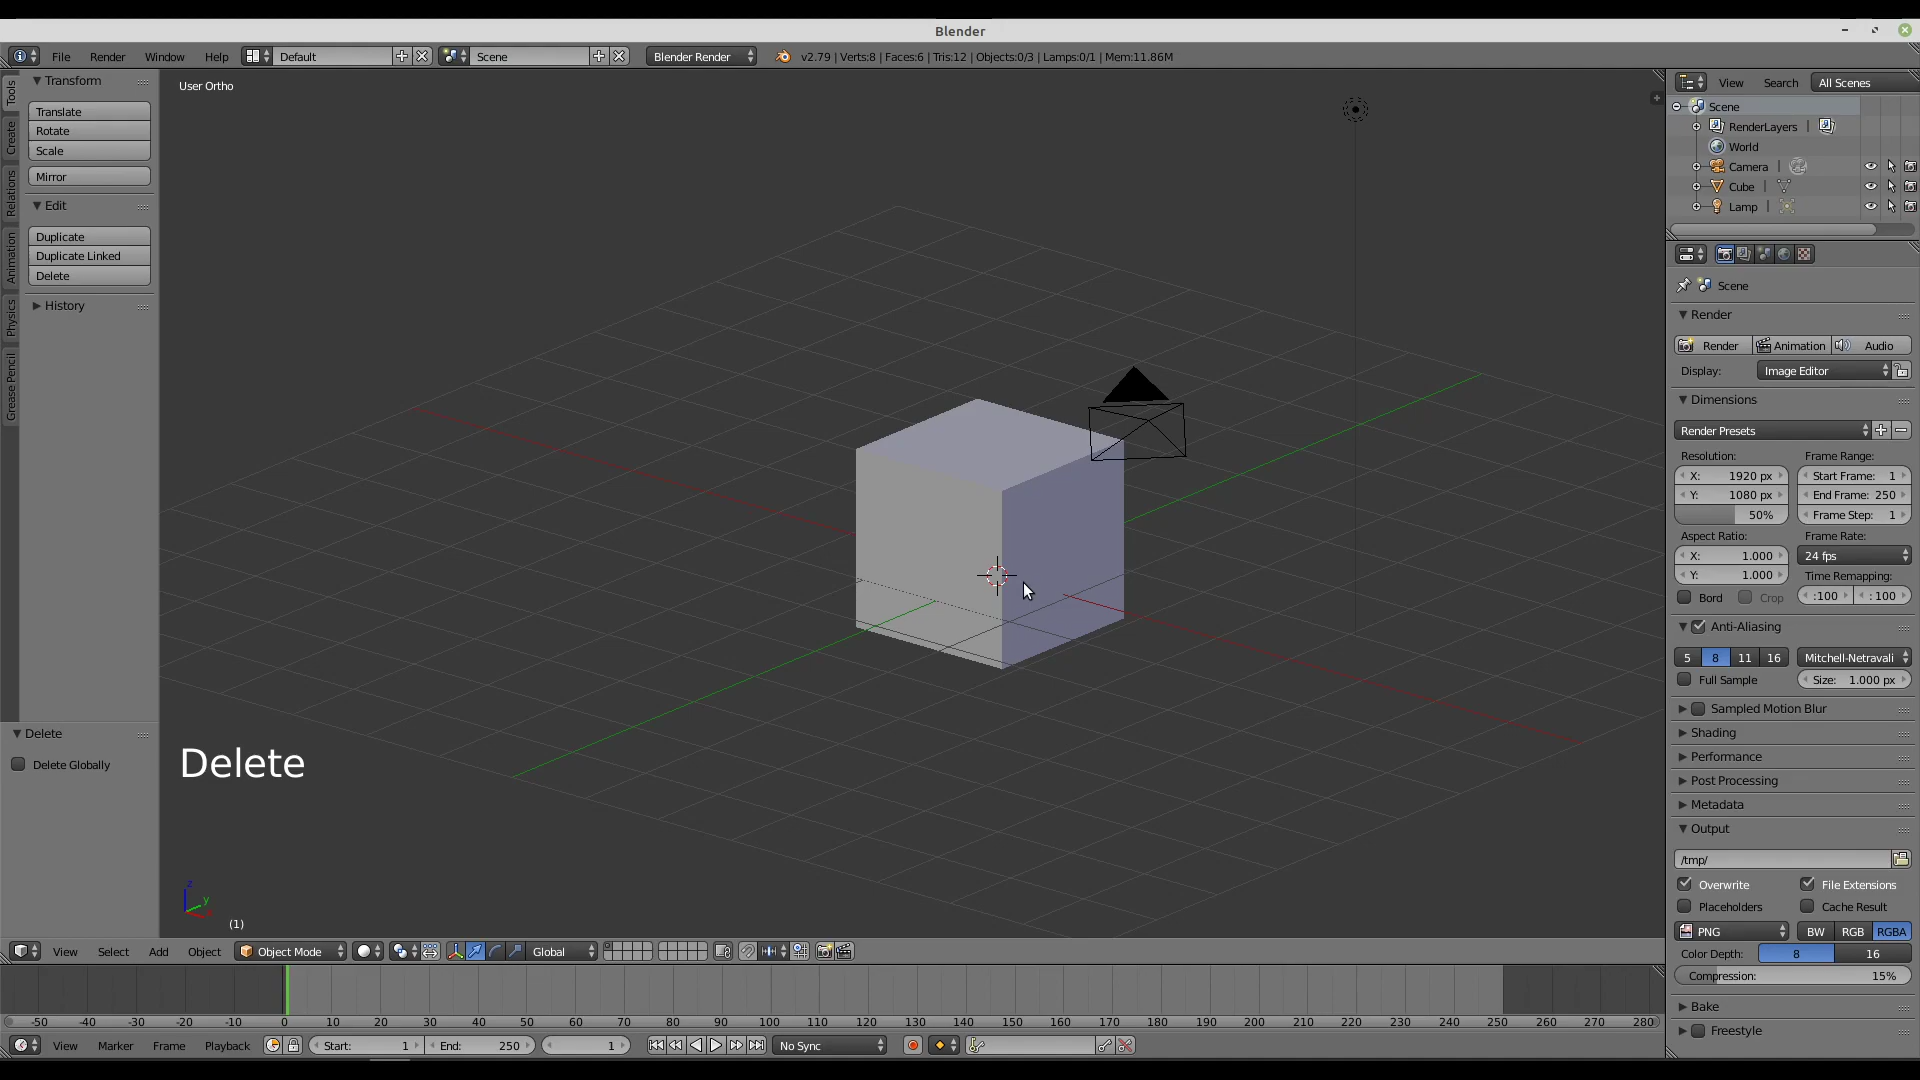 Blender
File Render Window Help Default Scene Blender Render v2.79 | Verts:8 | Faces:6 | Tris:12 | Objects:0/3 | Lamps:0/1 | Mem:11.86M
Tools
Create
Relations
Animation
Physics
Grease Pencil
Transform
Translate
Rotate
Scale
Mirror
Edit
Duplicate
Duplicate Linked
Delete
History
Delete
Delete Globally
User Ortho
Delete
z
y
(1)
View Select Add Object Object Mode Global
-50 -40 -30 -20 -10 0 10 20 30 40 50 60 70 80 90 100 110 120 130 140 150 160 170 180 190 200 210 220 230 240 250 260 270 280
View Marker Frame Playback Start: 1 End: 250 1 No Sync
View Search All Scenes
Scene
RenderLayers |
World
Camera |
Cube |
Lamp |
Scene
Render
Render Animation Audio
Display: Image Editor
Dimensions
Render Presets
Resolution: Frame Range:
X: 1920 px Start Frame: 1
Y: 1080 px End Frame: 250
50% Frame Step: 1
Aspect Ratio: Frame Rate:
X: 1.000 24 fps
Y: 1.000 Time Remapping:
Bord Crop :100 : 100
Anti-Aliasing
5 8 11 16 Mitchell-Netravali
Full Sample Size: 1.000 px
Sampled Motion Blur
Shading
Performance
Post Processing
Metadata
Output
/tmp/
Overwrite File Extensions
Placeholders Cache Result
PNG BW RGB RGBA
Color Depth: 8 16
Compression: 15%
Bake
Freestyle